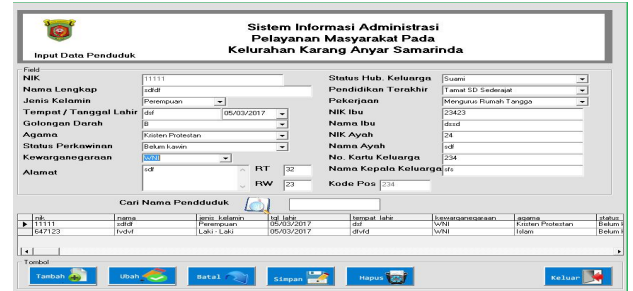 Sistem Informasi Administrasi
Pelayanan Masyarakat Pada
Kelurahan Karang Anyar Samarinda
Input Data Penduduk
Field
NIK 11111
Nama Lengkap sdfdf
Jenis Kelamin Perempuan
Tempat / Tanggal Lahir dsf 05/03/2017
Golongan Darah B
Agama Kristen Protestan
Status Perkawinan Belum kawin
Kewarganegaraan WNI
Alamat sdf RT 32
RW 23
Status Hub. Keluarga Suami
Pendidikan Terakhir Tamat SD Sederajat
Pekerjaan Mengurus Rumah Tangga
NIK Ibu 23423
Nama Ibu dssd
NIK Ayah 24
Nama Ayah sdf
No. Kartu Keluarga 234
Nama Kepala Keluarga sfs
Kode Pos 234
Cari Nama Pendduduk
nik nama jenis_kelamin tgl_lahir tempat_lahir kewarganegaraan agama status
11111 sdfdf Perempuan 05/03/2017 dsf WNI Kristen Protestan Belum k
647123 fvdvf Laki - Laki 05/03/2017 dfvfd WNI Islam Belum k
Tombol
Tambah Ubah Batal Simpan Hapus Keluar